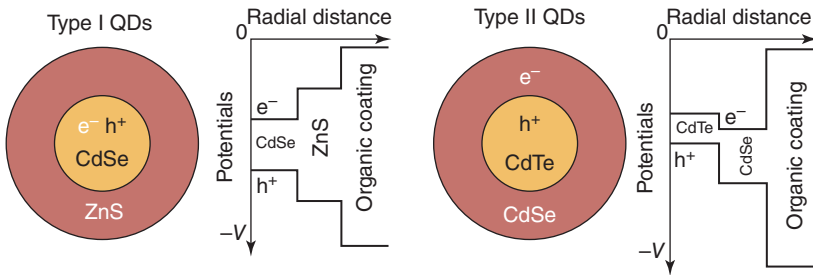 Type I QDs
e⁻ h⁺
CdSe
ZnS
Radial distance
0
Potentials
–V
e⁻
CdSe
h⁺
ZnS
Organic coating
Type II QDs
e⁻
h⁺
CdTe
CdSe
Radial distance
0
Potentials
–V
CdTe
h⁺
e⁻
CdSe
Organic coating